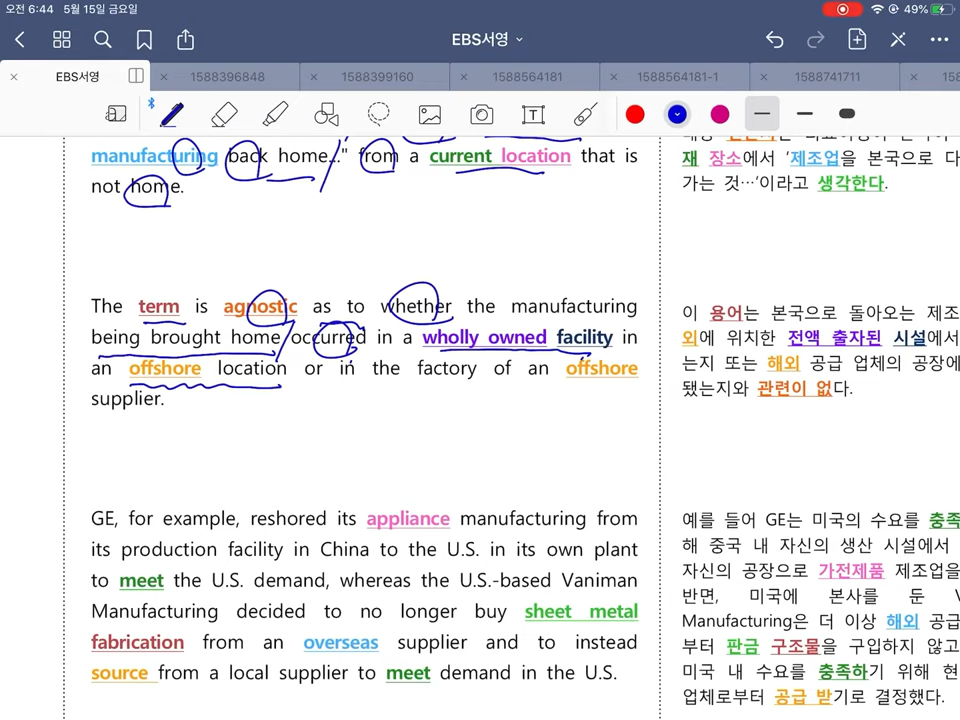 오전 6:44 5월 15일 금요일 49%
EBS서영
EBS서영 1588396848 1588399160 1588564181 1588564181-1 1588741711
manufacturing back home..." from a current location that is
not home.
The term is agnostic as to whether the manufacturing
being brought home occurred in a wholly owned facility in
an offshore location or in the factory of an offshore
supplier.
GE, for example, reshored its appliance manufacturing from
its production facility in China to the U.S. in its own plant
to meet the U.S. demand, whereas the U.S.-based Vaniman
Manufacturing decided to no longer buy sheet metal
fabrication from an overseas supplier and to instead
source from a local supplier to meet demand in the U.S.
재 장소에서 '제조업을 본국으로 다
가는 것…'이라고 생각한다.
이 용어는 본국으로 돌아오는 제조
외에 위치한 전액 출자된 시설에서
는지 또는 해외 공급 업체의 공장에
됐는지와 관련이 없다.
예를 들어 GE는 미국의 수요를 충족
해 중국 내 자신의 생산 시설에서
자신의 공장으로 가전제품 제조업을
반면, 미국에 본사를 둔 V
Manufacturing은 더 이상 해외 공급
부터 판금 구조물을 구입하지 않고
미국 내 수요를 충족하기 위해 현
업체로부터 공급 받기로 결정했다.